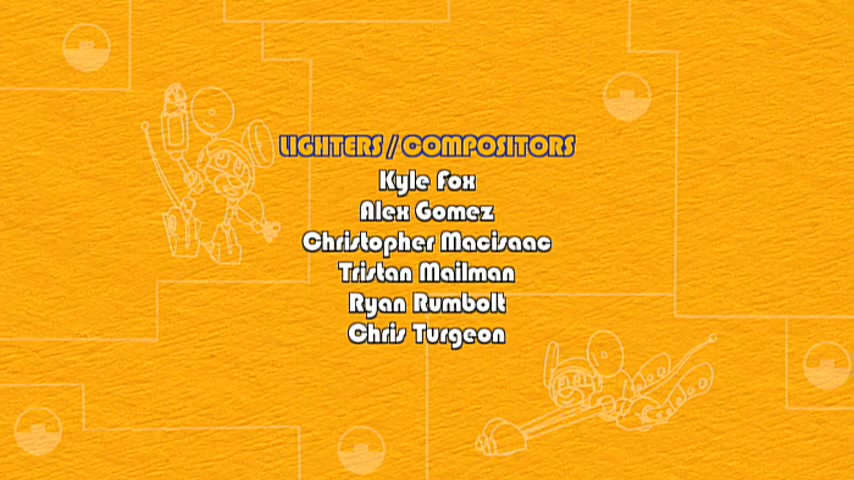 LIGHTERS / COMPOSITORS
Kyle Fox
Alex Gomez
Christopher Macisaac
Tristan Mailman
Ryan Rumbolt
Chris Turgeon